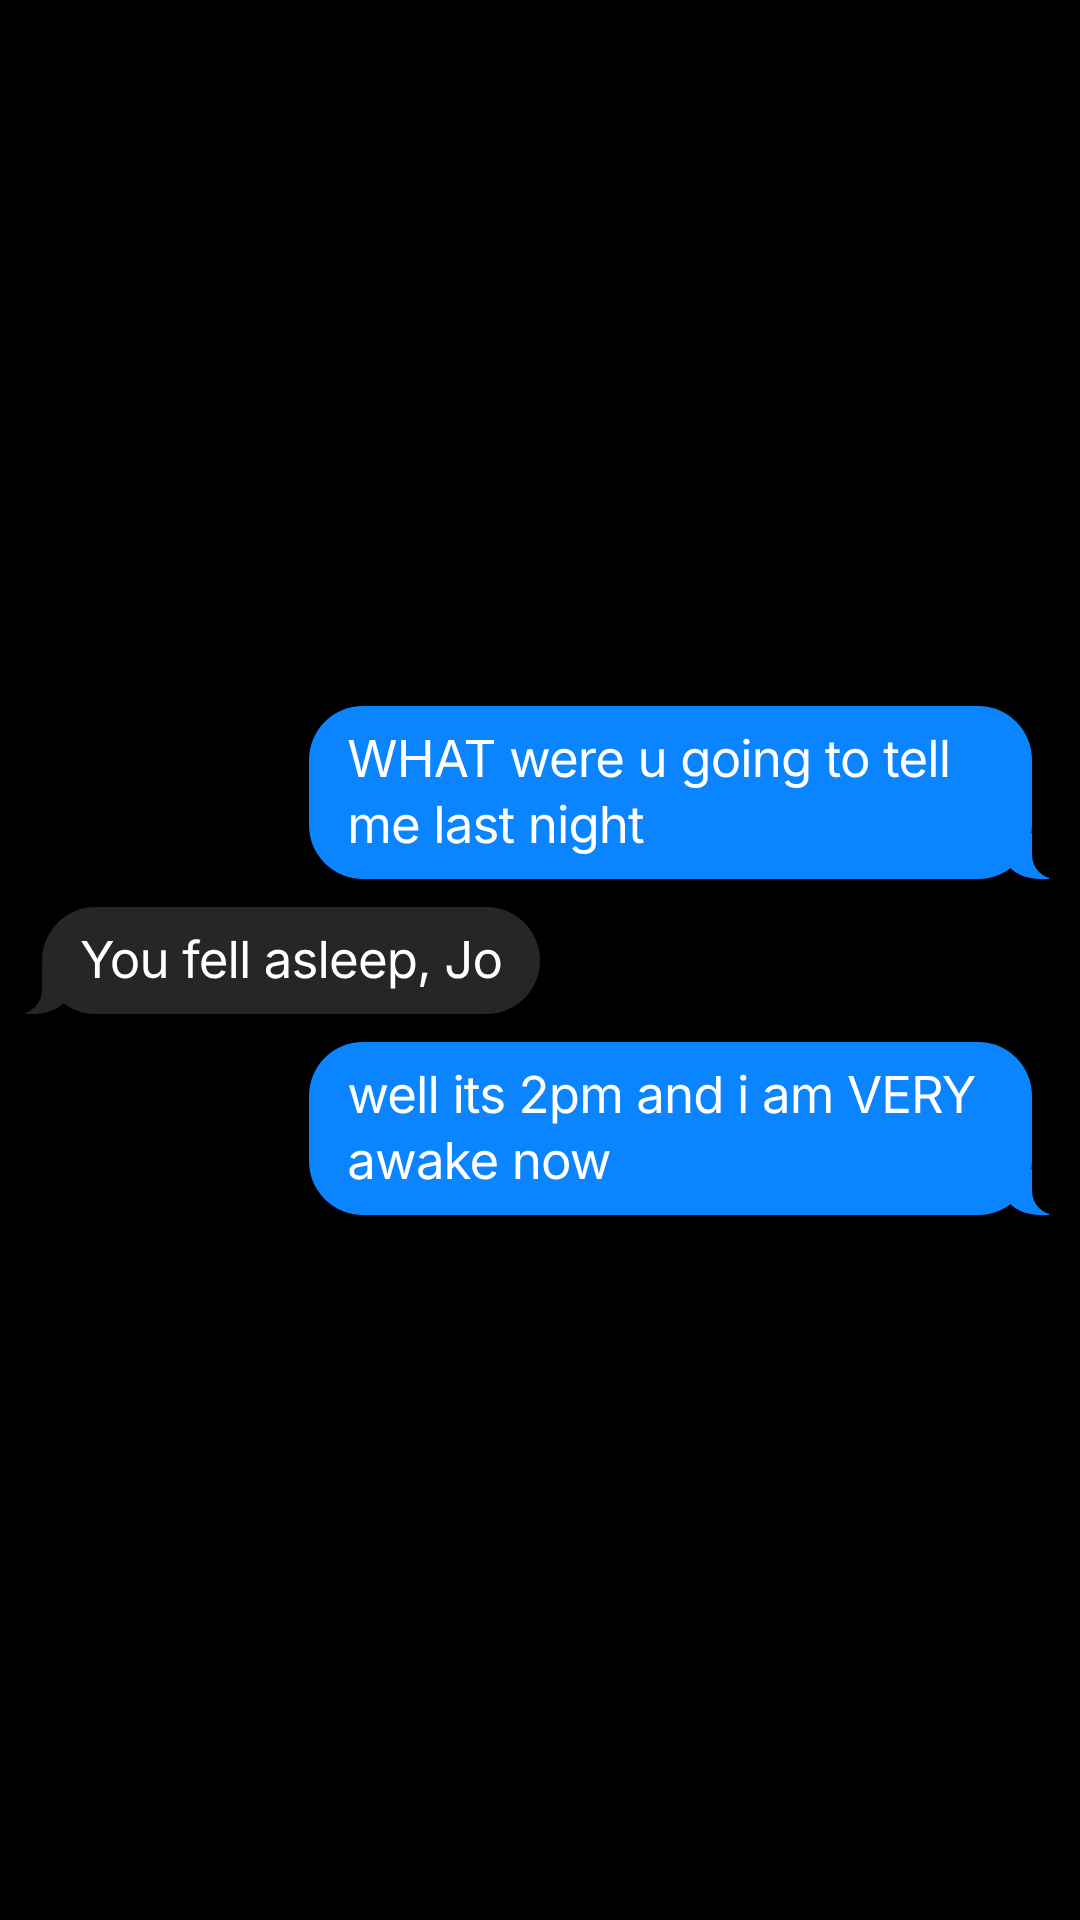 WHAT were u going to tell
me last night
You fell asleep, Jo
well its 2pm and i am VERY
awake now